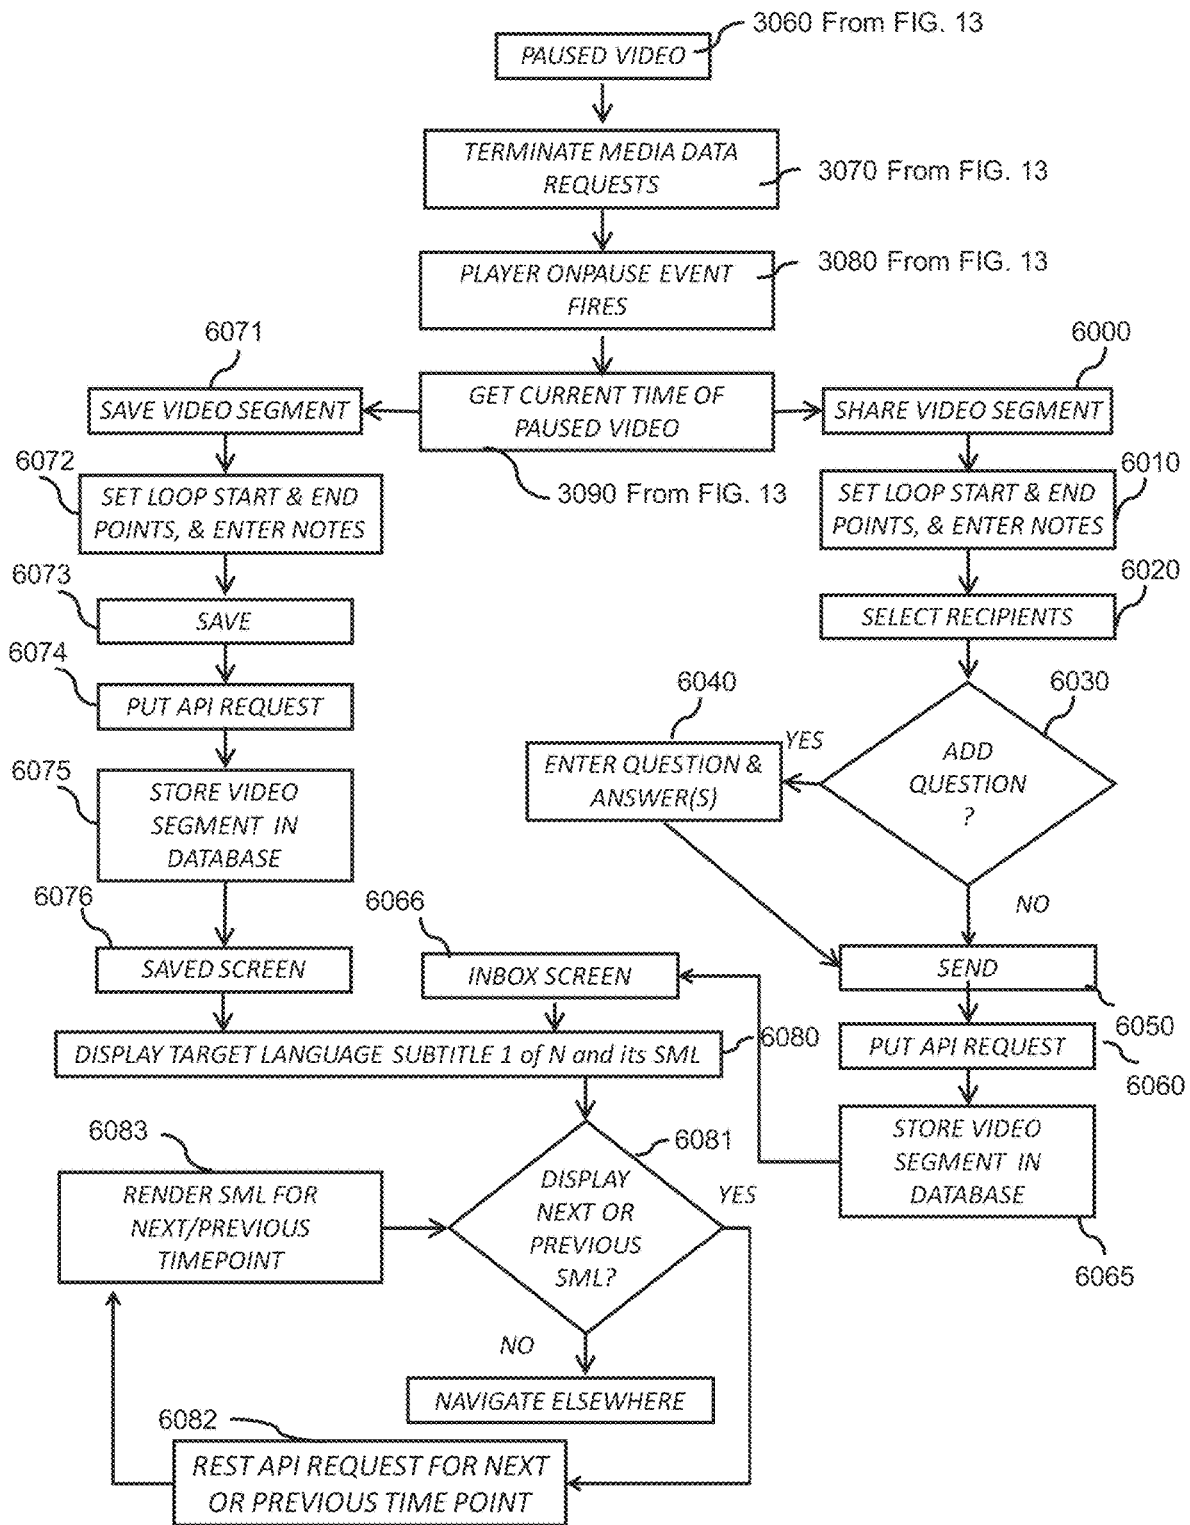 3060 From FIG. 13
PAUSED VIDEO
TERMINATE MEDIA DATA
REQUESTS
3070 From FIG. 13
PLAYER ONPAUSE EVENT
FIRES
3080 From FIG. 13
6071
6000
SAVE VIDEO SEGMENT
GET CURRENT TIME OF
PAUSED VIDEO
SHARE VIDEO SEGMENT
3090 From FIG. 13
6072
SET LOOP START & END
POINTS, & ENTER NOTES
6010
SET LOOP START & END
POINTS, & ENTER NOTES
6073
SAVE
6020
SELECT RECIPIENTS
6074
PUT API REQUEST
6040
6030
YES
ENTER QUESTION &
ANSWER(S)
ADD
QUESTION
?
6075
STORE VIDEO
SEGMENT IN
DATABASE
NO
6076
6066
SAVED SCREEN
INBOX SCREEN
SEND
6050
DISPLAY TARGET LANGUAGE SUBTITLE 1 of N and its SML
6080
PUT API REQUEST
6060
6083
6081
STORE VIDEO
SEGMENT IN
DATABASE
6065
RENDER SML FOR
NEXT/PREVIOUS
TIMEPOINT
DISPLAY
NEXT OR
PREVIOUS
SML?
YES
NO
NAVIGATE ELSEWHERE
6082
REST API REQUEST FOR NEXT
OR PREVIOUS TIME POINT